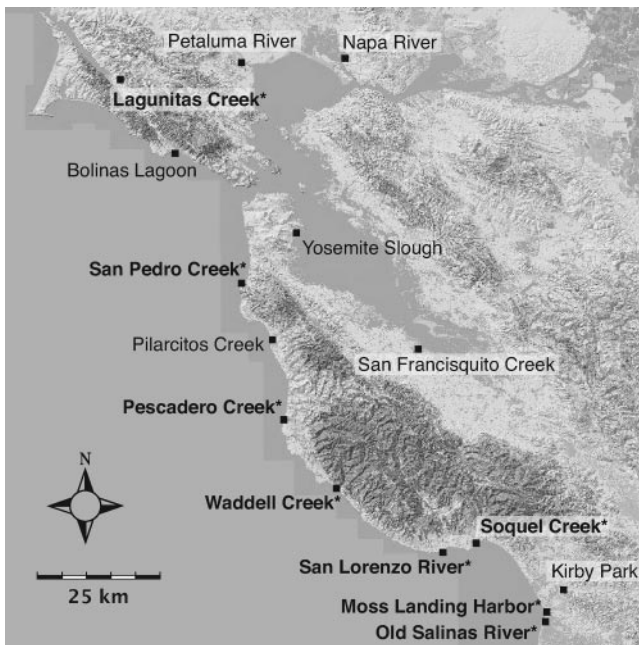 Petaluma River
Napa River
Lagunitas Creek*
Bolinas Lagoon
Yosemite Slough
San Pedro Creek*
Pilarcitos Creek
San Francisquito Creek
Pescadero Creek*
N
Waddell Creek*
Soquel Creek*
San Lorenzo River*
Kirby Park
25 km
Moss Landing Harbor*
Old Salinas River*